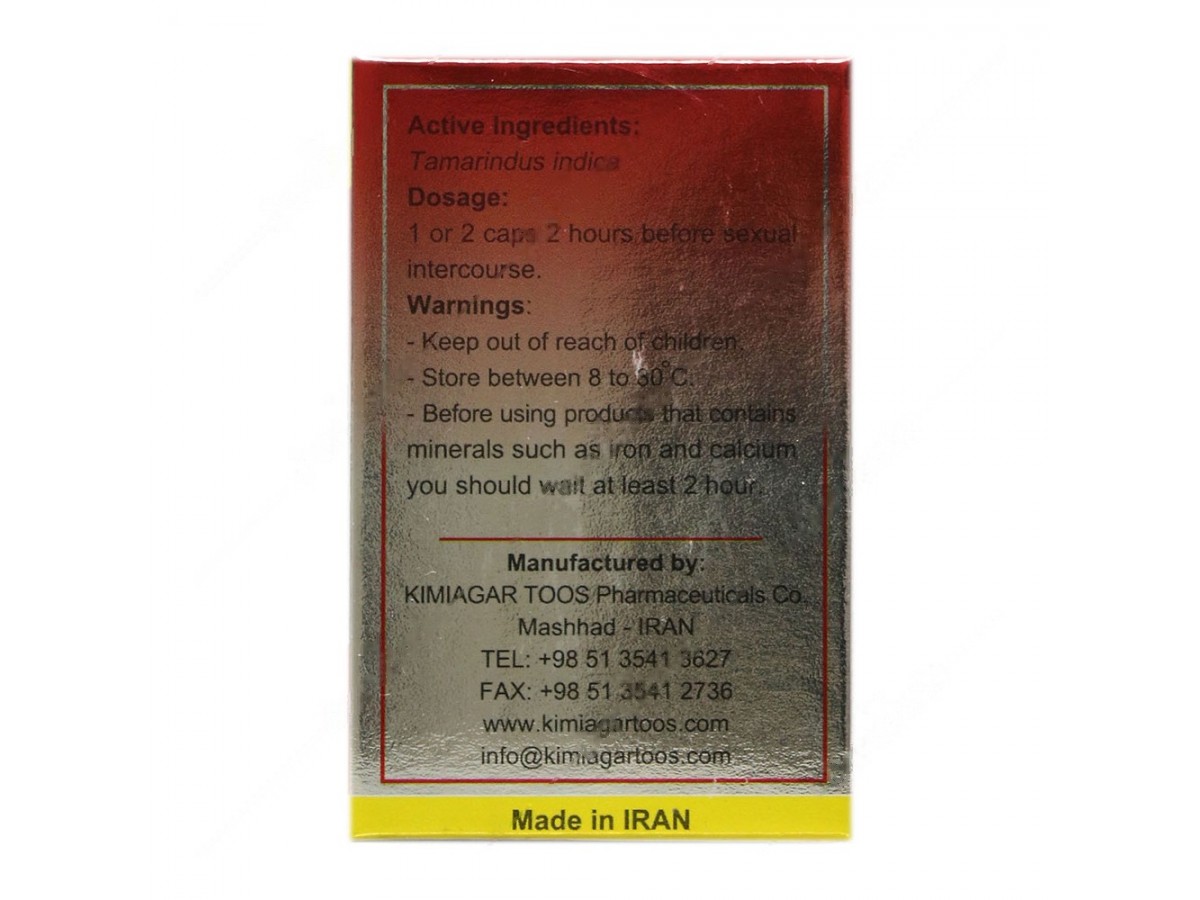 Active Ingredients:
Tamarindus indica
Dosage:
1 or 2 caps 2 hours before sexual
intercourse.
Warnings:
- Keep out of reach of children.
- Store between 8 to 30°C.
- Before using products that contains
minerals such as iron and calcium
you should wait at least 2 hour.
Manufactured by:
KIMIAGAR TOOS Pharmaceuticals Co.
Mashhad - IRAN
TEL: +98 51 3541 3627
FAX: +98 51 3541 2736
www.kimiagartoos.com
info@kimiagartoos.com
Made in IRAN